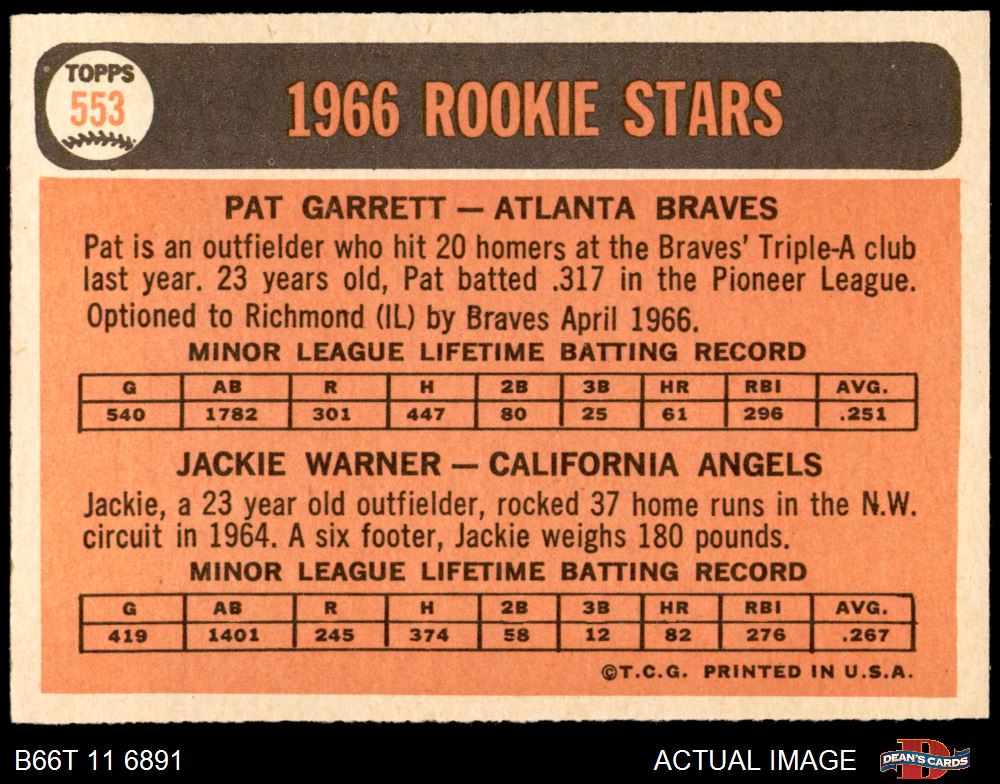 TOPPS
553
1966 ROOKIE STARS
PAT GARRETT — ATLANTA BRAVES
Pat is an outfielder who hit 20 homers at the Braves' Triple-A club
last year. 23 years old, Pat batted .317 in the Pioneer League.
Optioned to Richmond (IL) by Braves April 1966.
MINOR LEAGUE LIFETIME BATTING RECORD
G AB R H 2B 3B HR RBI AVG.
540 1782 301 447 80 25 61 296 .251
JACKIE WARNER — CALIFORNIA ANGELS
Jackie, a 23 year old outfielder, rocked 37 home runs in the N.W.
circuit in 1964. A six footer, Jackie weighs 180 pounds.
MINOR LEAGUE LIFETIME BATTING RECORD
G AB R H 2B 3B HR RBI AVG.
419 1401 245 374 58 12 82 276 .267
©T.C.G. PRINTED IN U.S.A.
B66T 11 6891 ACTUAL IMAGE DEAN'S CARDS